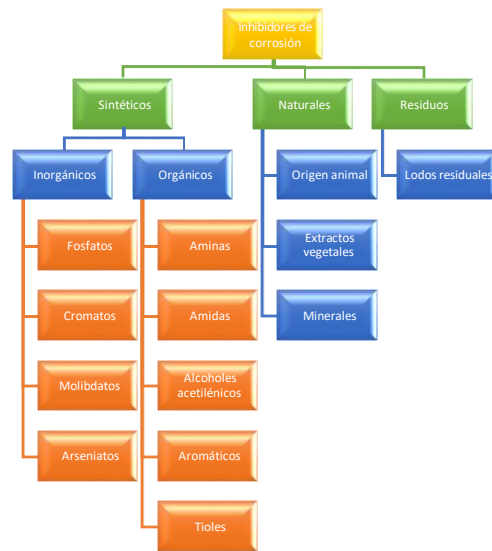 Inhibidores de
corrosión
Sintéticos
Naturales
Residuos
Inorgánicos
Orgánicos
Origen animal
Lodos residuales
Fosfatos
Aminas
Extractos
vegetales
Cromatos
Amidas
Minerales
Molibdatos
Alcoholes
acetilénicos
Arseniatos
Aromáticos
Tioles